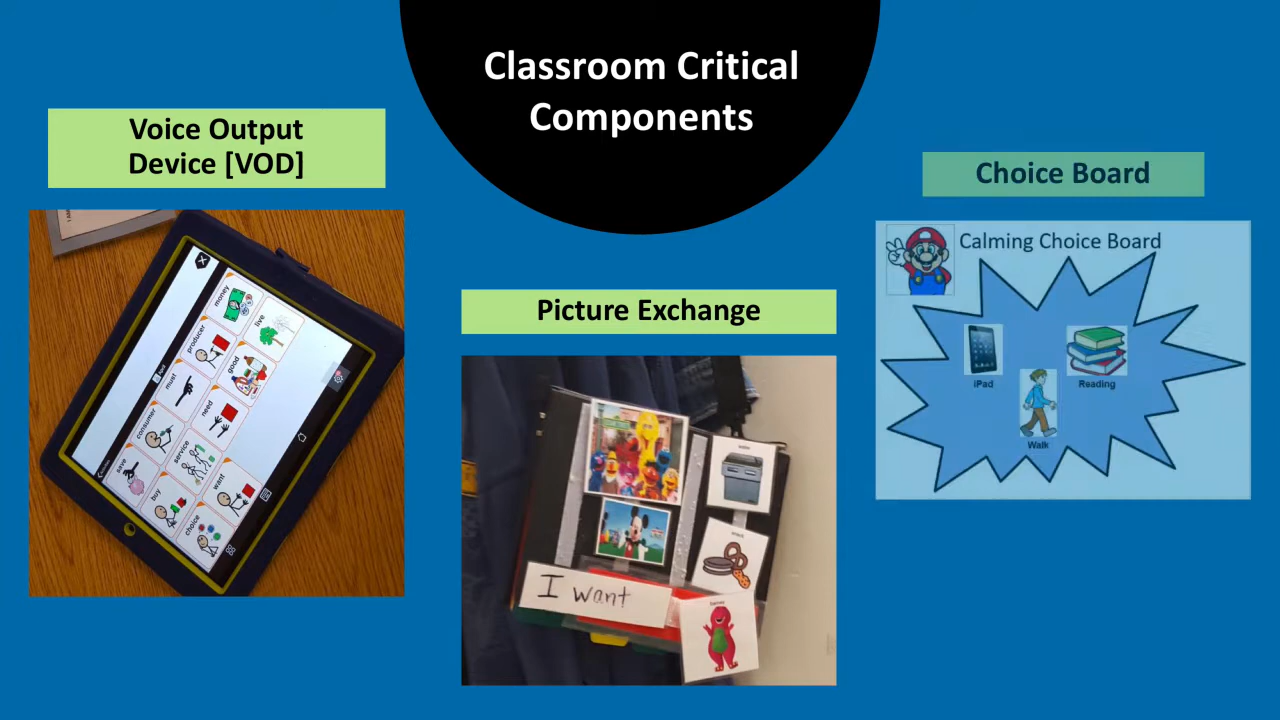 Classroom Critical
Components
Voice Output
Device [VOD]
money
live
producer
good
must
need
consumer
service
save
want
buy
choice
Picture Exchange
I want
Choice Board
Calming Choice Board
iPad
Reading
Walk